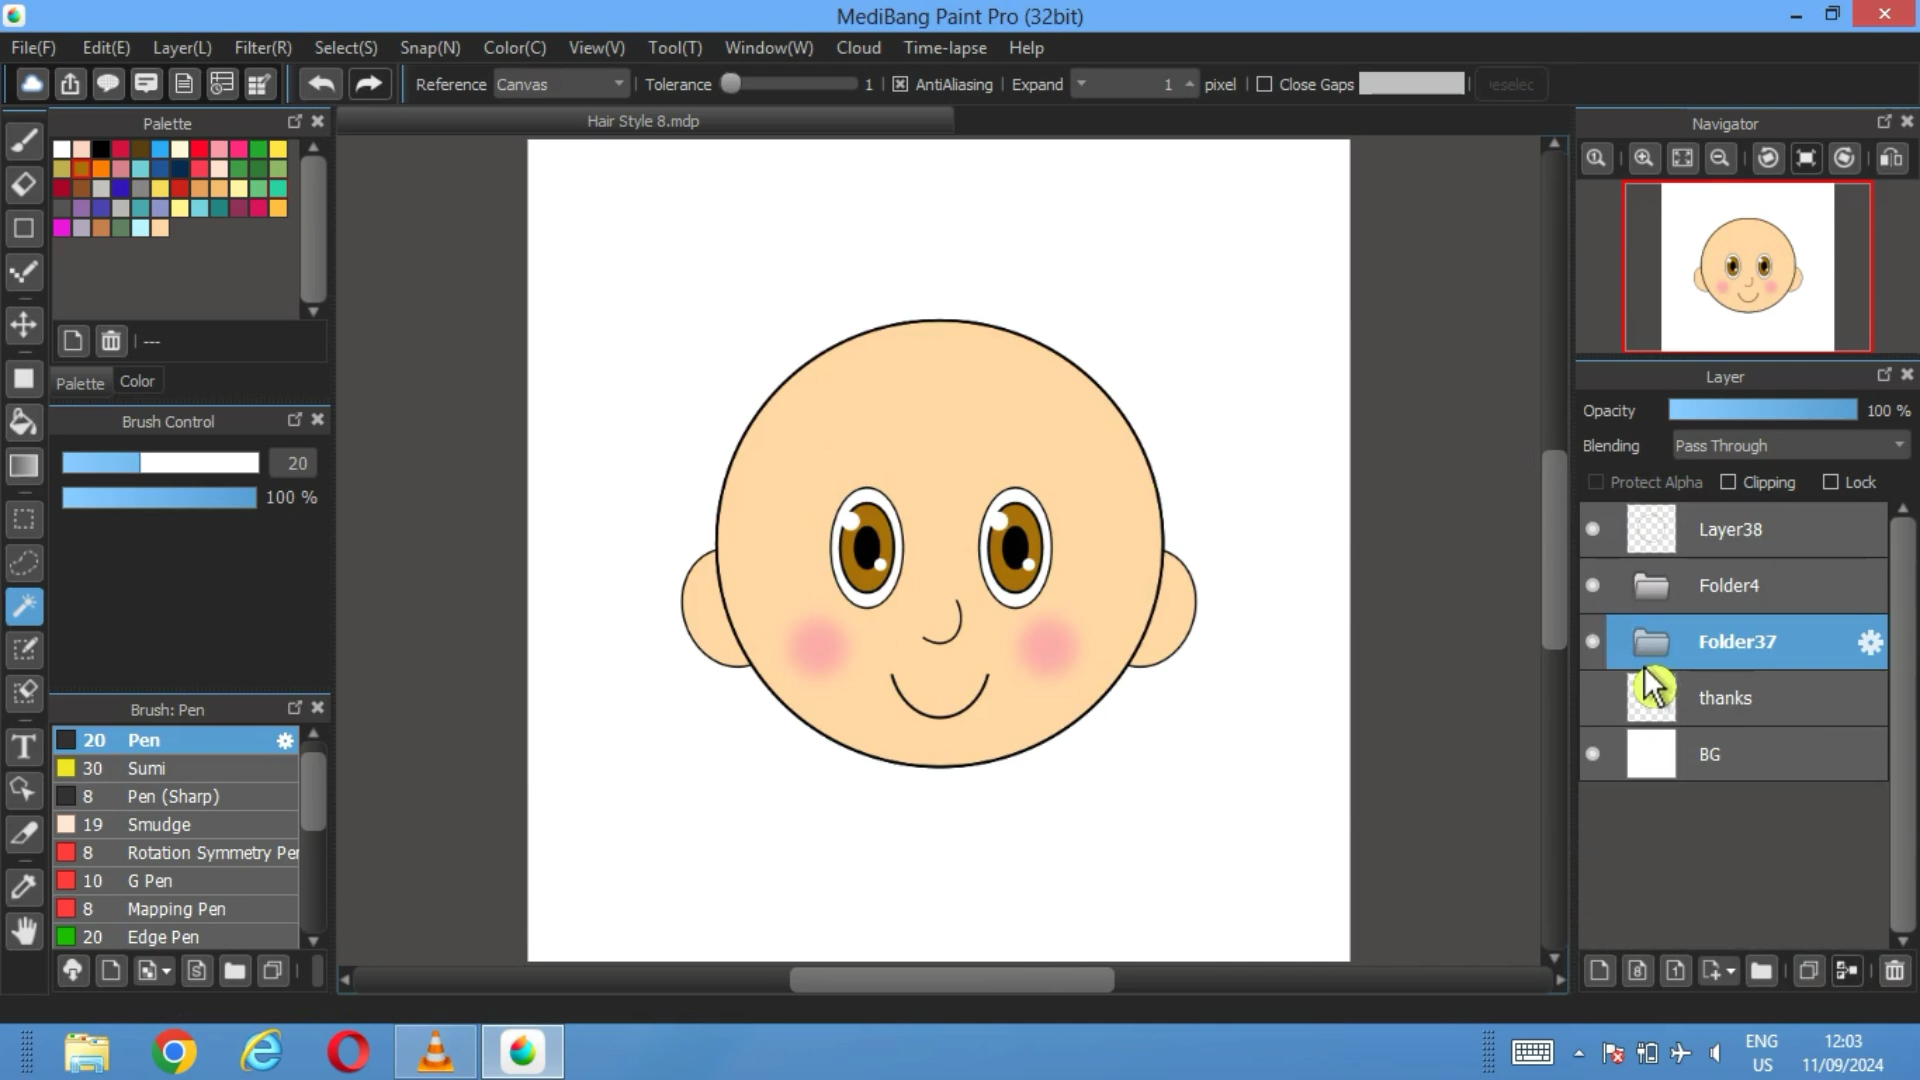 MediBang Paint Pro (32bit)
File(F) Edit(E) Layer(L) Filter(R) Select(S) Snap(N) Color(C) View(V) Tool(T) Window(W) Cloud Time-lapse Help
Reference Canvas Tolerance 1 AntiAliasing Expand 1 pixel Close Gaps eselec
Palette
Hair Style 8.mdp
Navigator
---
Palette Color
Brush Control
20
100 %
Brush: Pen
20 Pen
30 Sumi
8 Pen (Sharp)
19 Smudge
8 Rotation Symmetry Per
10 G Pen
8 Mapping Pen
20 Edge Pen
Layer
Opacity 100 %
Blending Pass Through
Protect Alpha Clipping Lock
Layer38
Folder4
Folder37
thanks
BG
ENG
US
12:03
11/09/2024